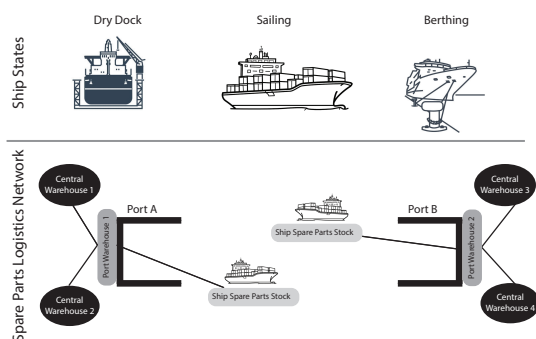 Dry Dock
Sailing
Berthing
Ship States
Spare Parts Logistics Network
Central
Warehouse 1
Port A
Port Warehouse 1
Central
Warehouse 2
Ship Spare Parts Stock
Ship Spare Parts Stock
Port B
Port Warehouse 2
Central
Warehouse 3
Central
Warehouse 4